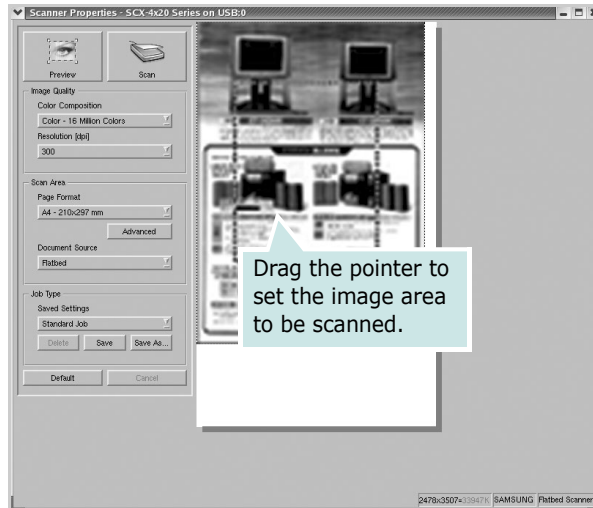 Scanner Properties - SCX-4x20 Series on USB:0
Preview
Scan
Image Quality
Color Composition
Color - 16 Million Colors
Resolution [dpi]
300
Scan Area
Page Format
A4 - 210x297 mm
Advanced
Document Source
Flatbed
Job Type
Saved Settings
Standard Job
Delete
Save
Save As...
Default
Cancel
Drag the pointer to
set the image area
to be scanned.
2478x3507=33947K
SAMSUNG
Flatbed Scanner